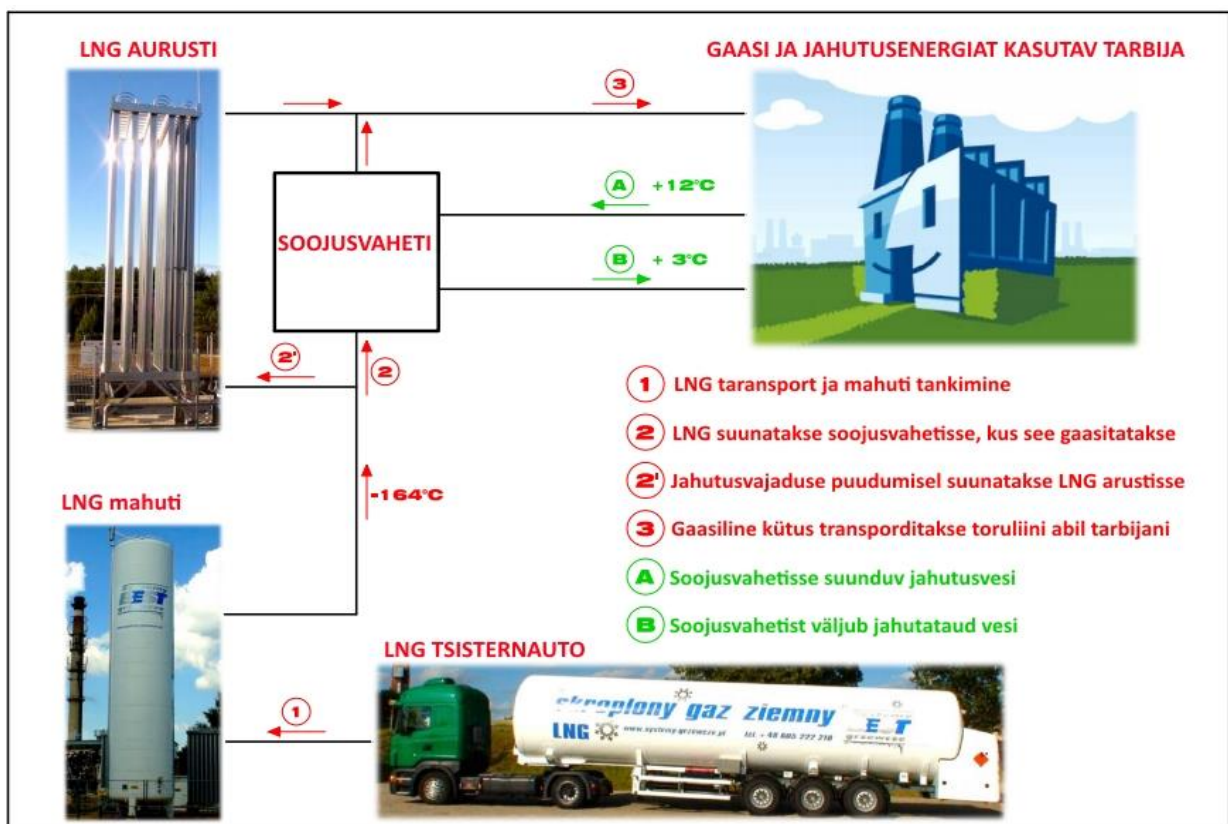 LNG AURUSTI
GAASI JA JAHUTUSENERGIAT KASUTAV TARBIJA
3
A +12°C
SOOJUSVAHETI
B + 3°C
2'
2
1 LNG taransport ja mahuti tankimine
2 LNG suunatakse soojusvahetisse, kus see gaasitatakse
2' Jahutusvajaduse puudumisel suunatakse LNG arustisse
LNG mahuti
-164°C
3 Gaasiline kütus transporditakse toruliini abil tarbijani
A Soojusvahetisse suunduv jahutusvesi
B Soojusvahetist väljub jahutataud vesi
LNG TSISTERNAUTO
1
skroplony gaz ziemny
LNG